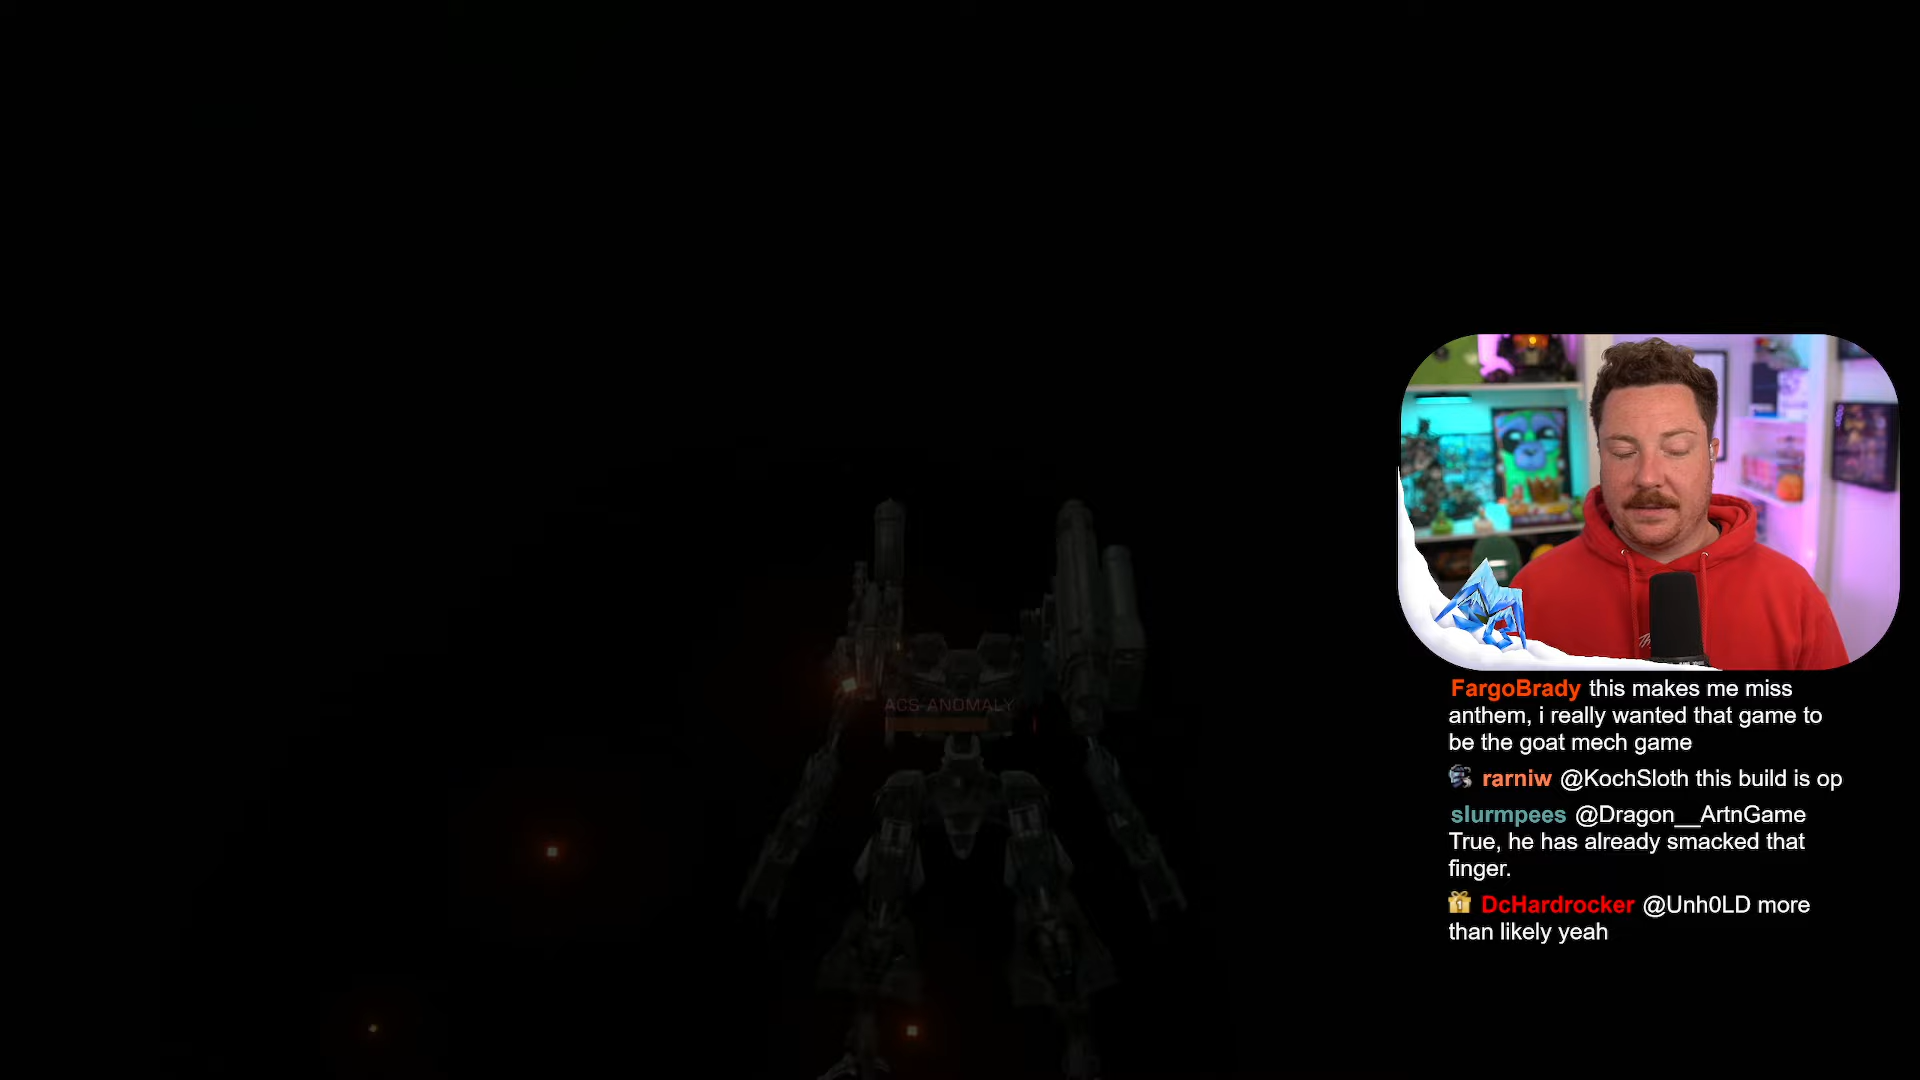 ACS ANOMALY
FargoBrady this makes me miss
anthem, i really wanted that game to
be the goat mech game
rarniw @KochSloth this build is op
slurmpees @Dragon__ArtnGame
True, he has already smacked that
finger.
DcHardrocker @Unh0LD more
than likely yeah